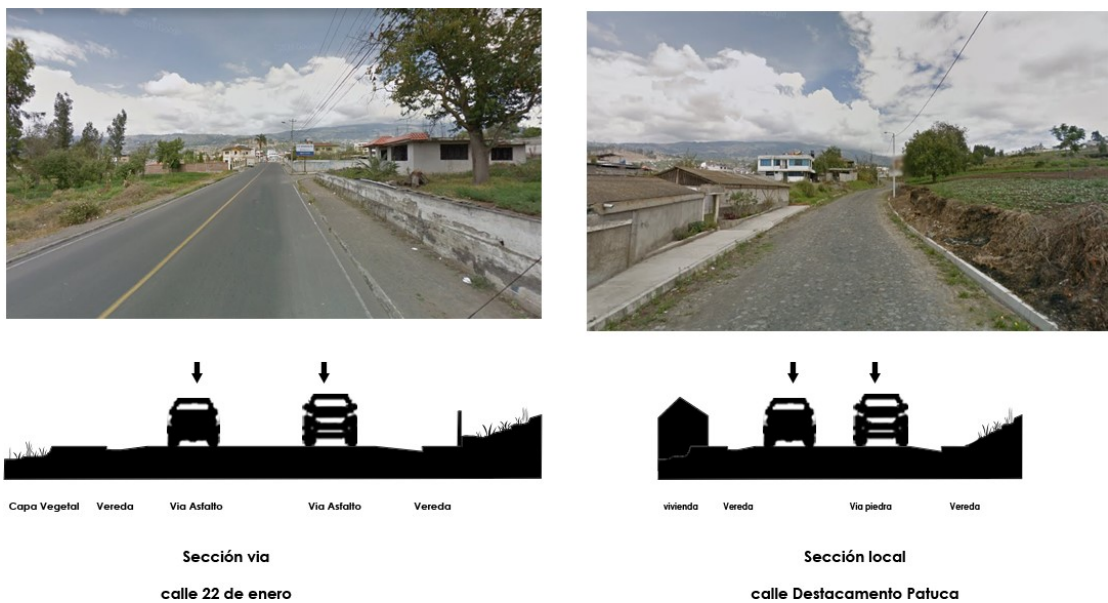 Capa Vegetal Vereda Via Asfalto Via Asfalto Vereda
Sección via
calle 22 de enero
vivienda Vereda Via piedra Vereda
Sección local
calle Destacamento Patuca